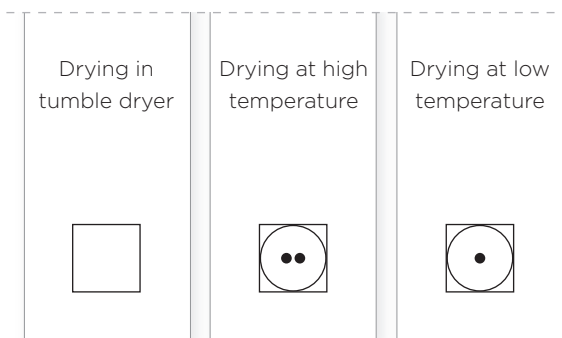 Drying in
tumble dryer
Drying at high
temperature
Drying at low
temperature